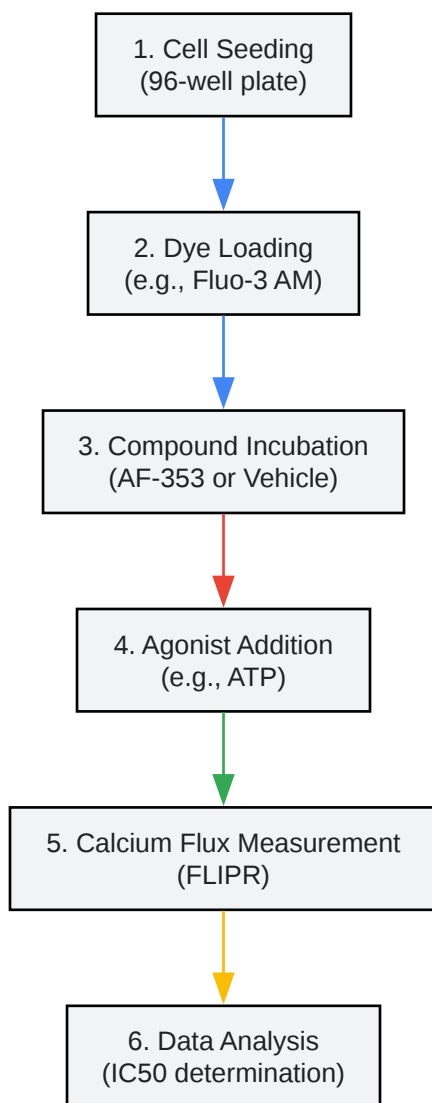 1. Cell Seeding
(96-well plate)
2. Dye Loading
(e.g., Fluo-3 AM)
3. Compound Incubation
(AF-353 or Vehicle)
4. Agonist Addition
(e.g., ATP)
5. Calcium Flux Measurement
(FLIPR)
6. Data Analysis
(IC50 determination)